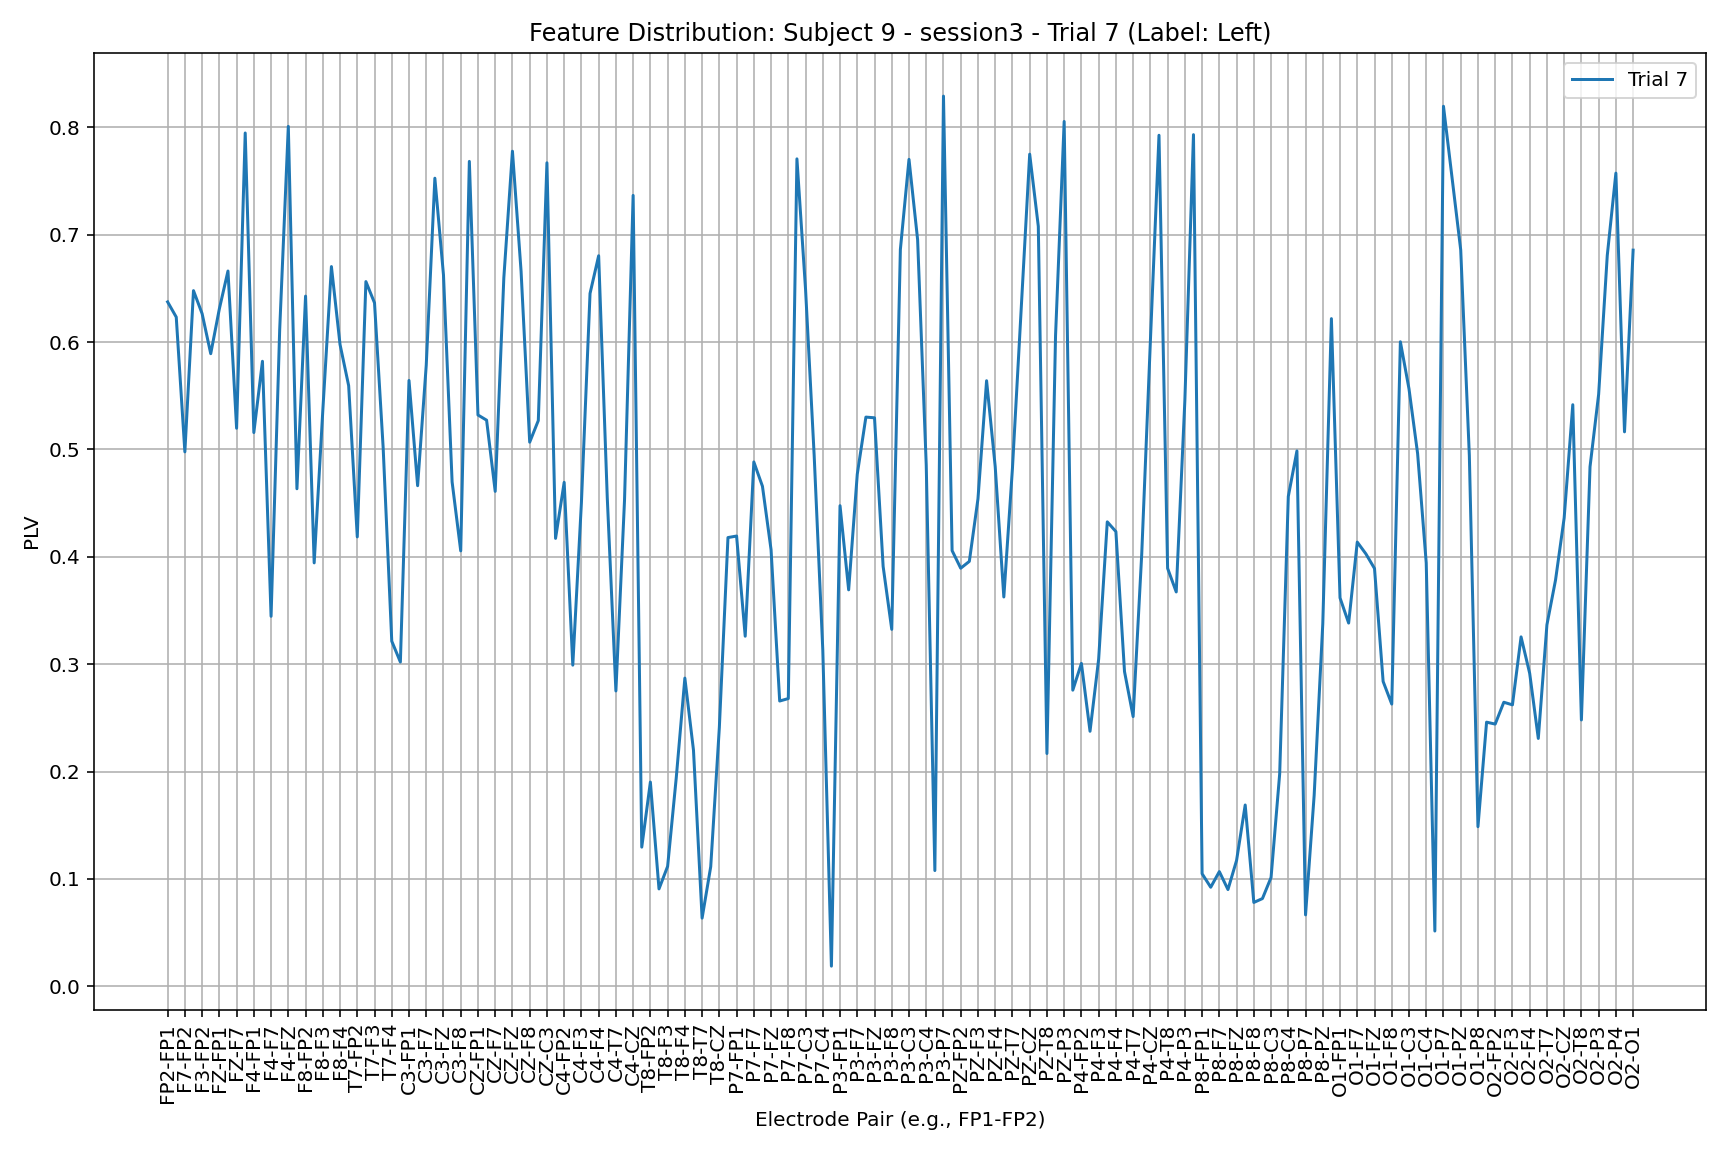 Feature Distribution: Subject 9 - session3 - Trial 7 (Label: Left)
Trial 7
PLV
0.8
0.7
0.6
0.5
0.4
0.3
0.2
0.1
0.0
FP2-FP1
F7-FP2
F3-FP2
FZ-FP1
FZ-F7
F4-FP1
F4-F7
F4-FZ
F8-FP2
F8-F3
F8-F4
T7-FP2
T7-F3
T7-F4
C3-FP1
C3-F7
C3-FZ
C3-F8
CZ-FP1
CZ-F7
CZ-FZ
CZ-F8
CZ-C3
C4-FP2
C4-F3
C4-F4
C4-T7
C4-CZ
T8-FP2
T8-F3
T8-F4
T8-T7
T8-CZ
P7-FP1
P7-F7
P7-FZ
P7-F8
P7-C3
P7-C4
P3-FP1
P3-F7
P3-FZ
P3-F8
P3-C3
P3-C4
P3-P7
PZ-FP2
PZ-F3
PZ-F4
PZ-T7
PZ-CZ
PZ-T8
PZ-P3
P4-FP2
P4-F3
P4-F4
P4-T7
P4-CZ
P4-T8
P4-P3
P8-FP1
P8-F7
P8-FZ
P8-F8
P8-C3
P8-C4
P8-P7
P8-PZ
O1-FP1
O1-F7
O1-FZ
O1-F8
O1-C3
O1-C4
O1-P7
O1-PZ
O1-P8
O2-FP2
O2-F3
O2-F4
O2-T7
O2-CZ
O2-T8
O2-P3
O2-P4
O2-O1
Electrode Pair (e.g., FP1-FP2)